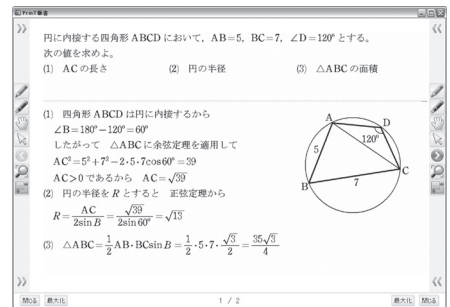 Print教材
円に内接する四角形ABCDにおいて，AB=5，BC=7，∠D=120°とする。
次の値を求めよ。
(1) ACの長さ (2) 円の半径 (3) △ABCの面積
(1) 四角形ABCDは円に内接するから
∠B=180°−120°=60°
したがって △ABCに余弦定理を適用して
AC²=5²+7²−2・5・7cos60°=39
AC>0であるから AC=√39
(2) 円の半径をRとすると 正弦定理から
R=AC/2sinB=√39/2sin60°=√13
(3) △ABC=1/2AB・BCsinB=1/2・5・7・√3/2=35√3/4
A
D
120°
5
B
7
C
閉じる 最大化 1 / 2 最大化 閉じる